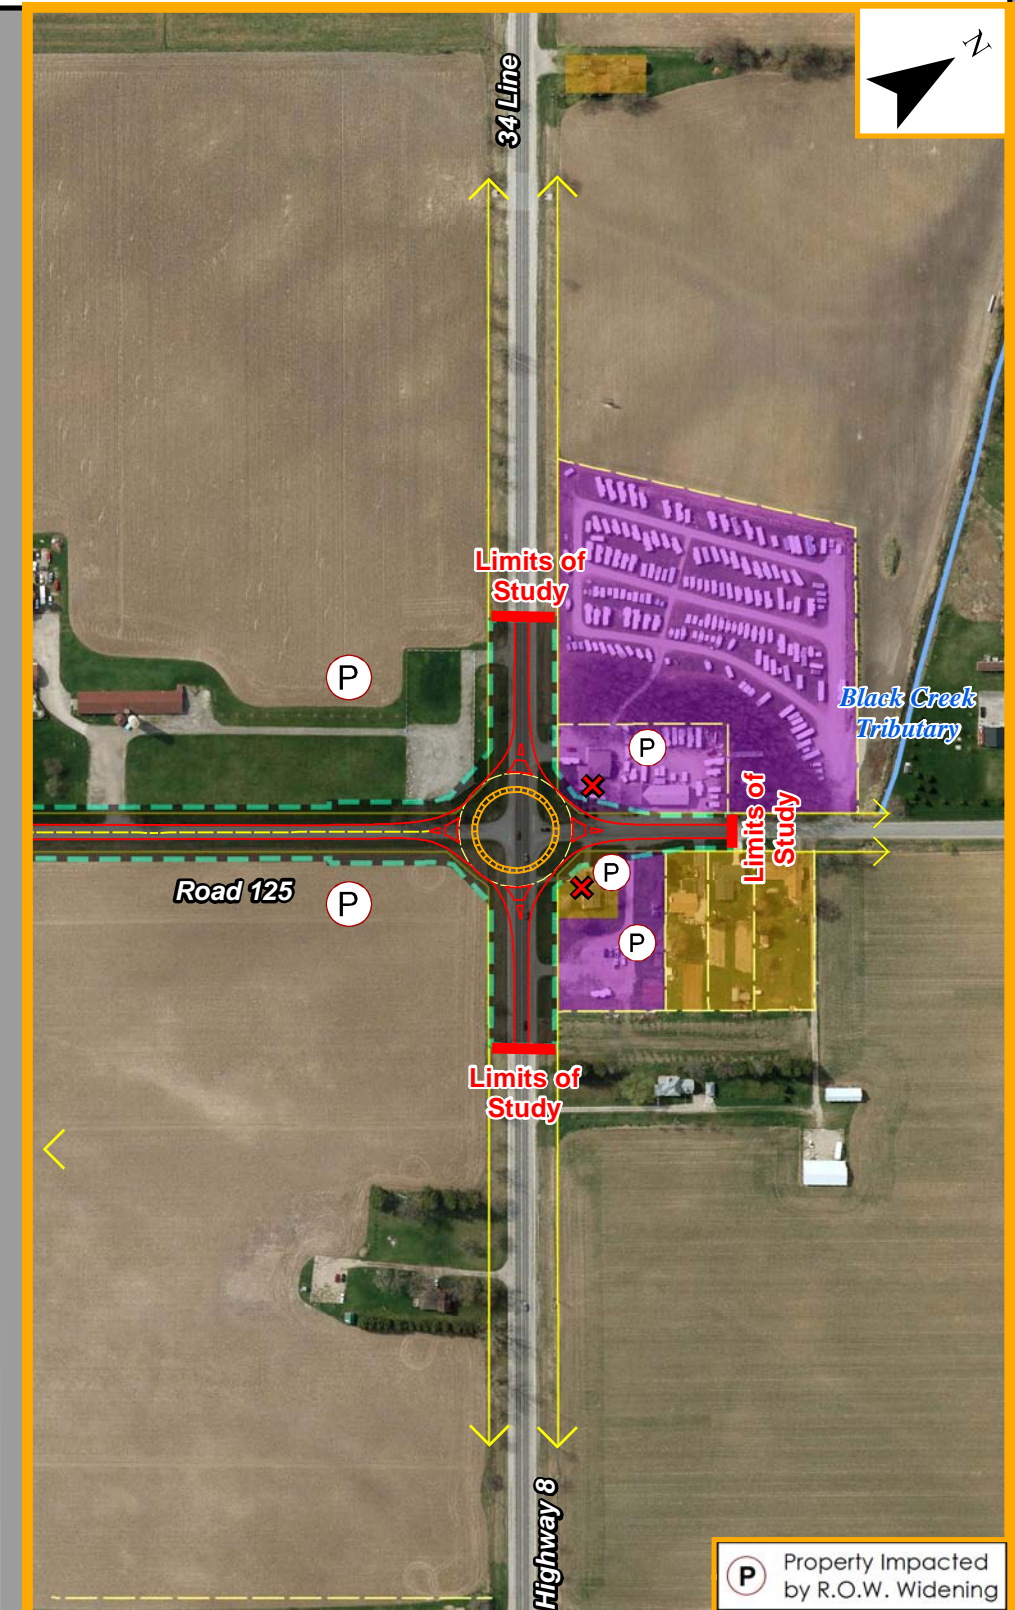 N
34 Line
Limits of
Study
P
Black Creek
Tributary
P
Limits of
Study
P
Road 125
P
P
Limits of
Study
Highway 8
P Property Impacted
by R.O.W. Widening